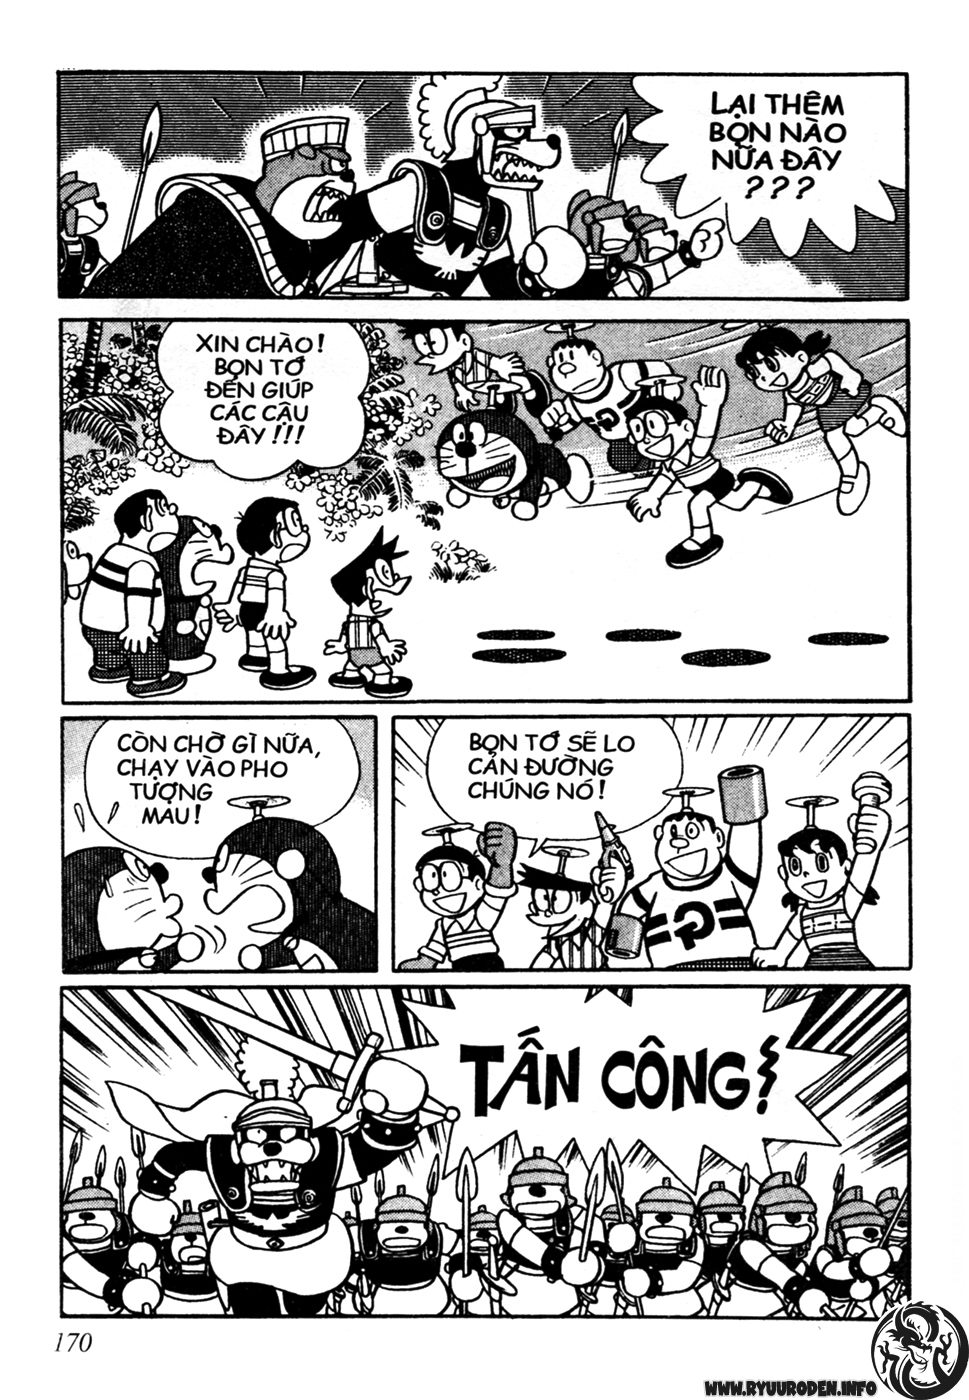 LẠI THÊM
BỌN NÀO
NỮA ĐÂY
???
XIN CHÀO!
BỌN TỚ
ĐẾN GIÚP
CÁC CẬU
ĐÂY!!!
CÒN CHỜ GÌ NỮA,
CHẠY VÀO PHO
TƯỢNG
MAU!
BỌN TỚ SẼ LO
CẢN ĐƯỜNG
CHÚNG NÓ!
TẤN CÔNG!
170
WWW.RYUURODEN.INFO